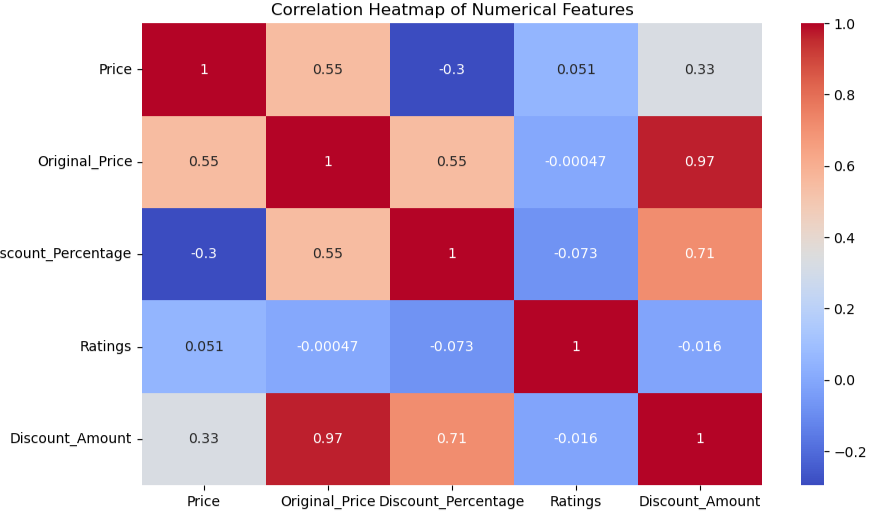 Correlation Heatmap of Numerical Features
Price 1 0.55 -0.3 0.051 0.33
Original_Price 0.55 1 0.55 -0.00047 0.97
scount_Percentage -0.3 0.55 1 -0.073 0.71
Ratings 0.051 -0.00047 -0.073 1 -0.016
Discount_Amount 0.33 0.97 0.71 -0.016 1
Price Original_Price Discount_Percentage Ratings Discount_Amount
1.0
0.8
0.6
0.4
0.2
0.0
−0.2